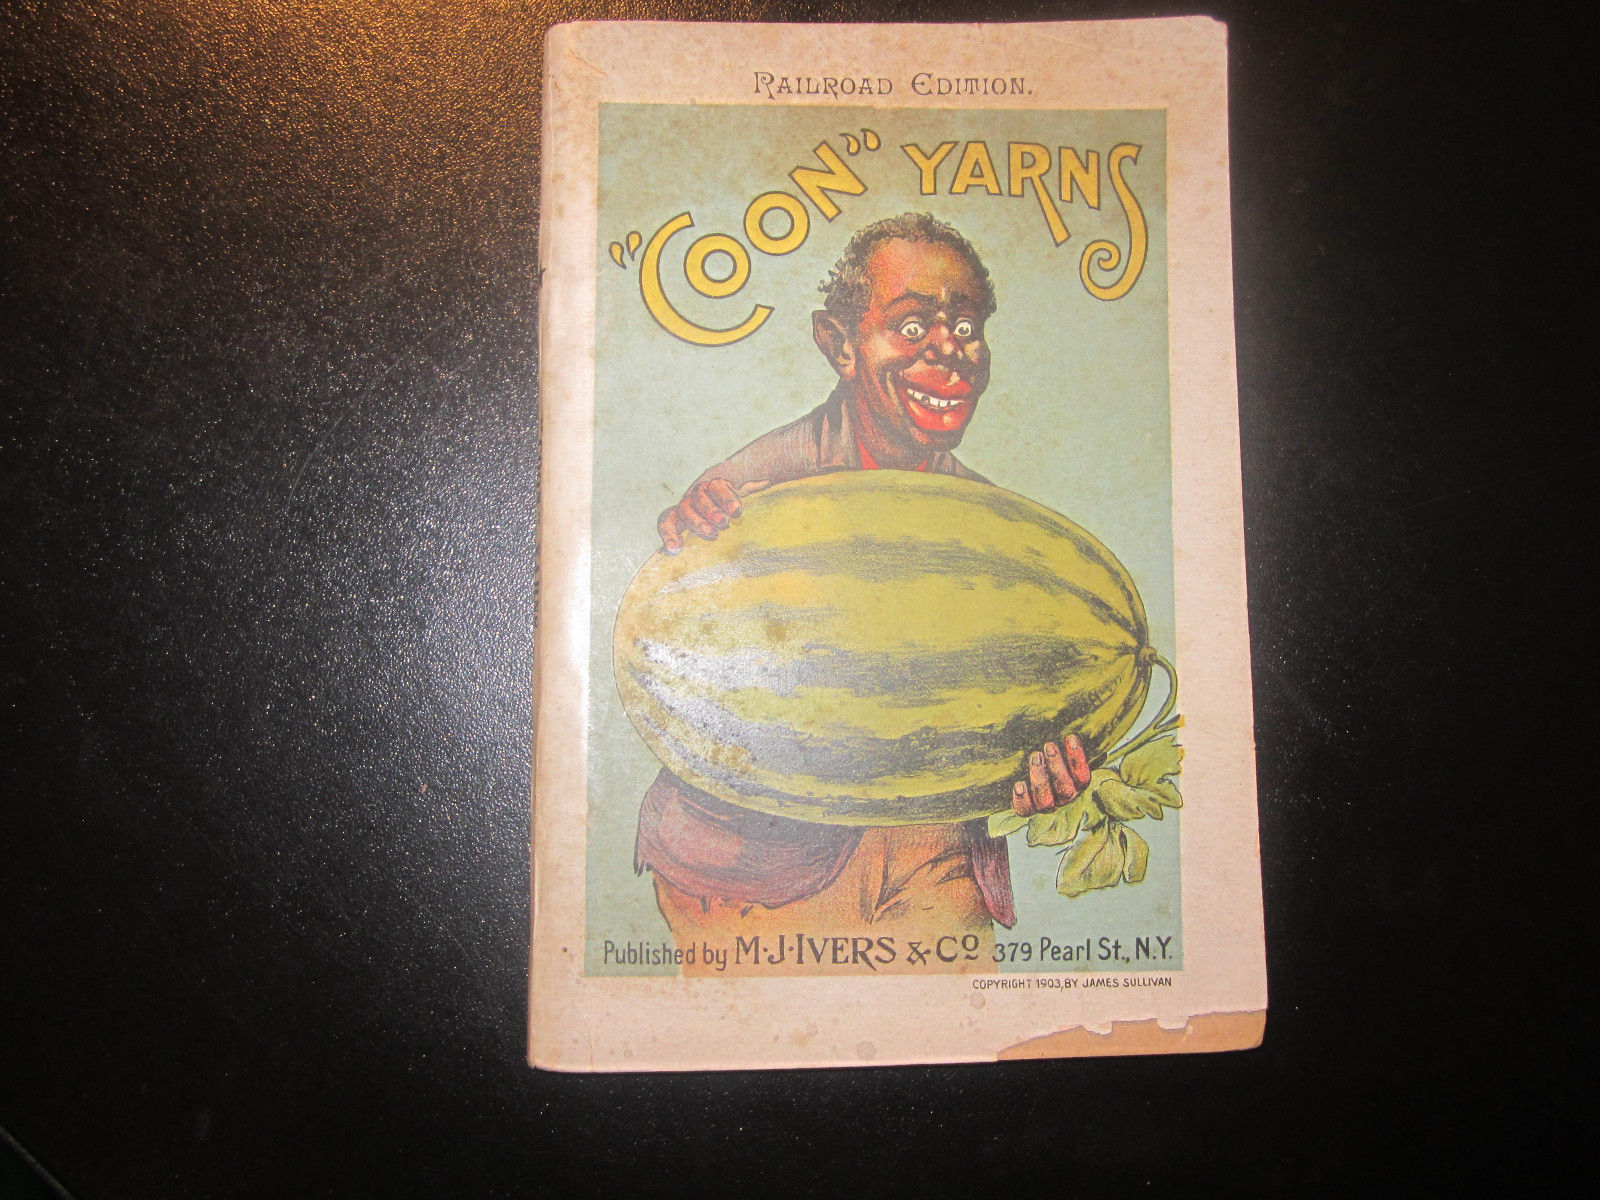 RAILROAD EDITION.
"COON" YARNS
Published by M.J.IVERS & Co 379 Pearl St., N.Y.
COPYRIGHT 1903, BY JAMES SULLIVAN